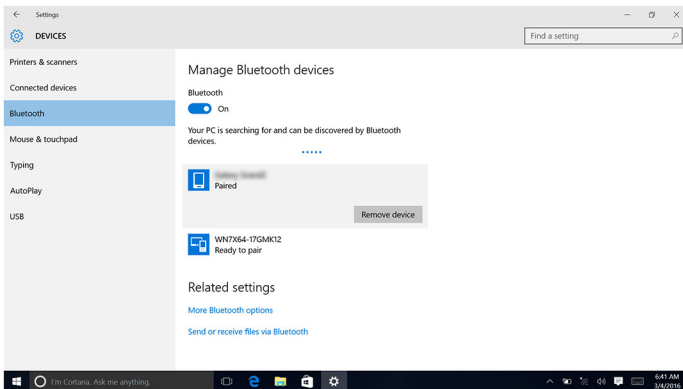 Settings
DEVICES
Find a setting
Printers & scanners
Connected devices
Bluetooth
Mouse & touchpad
Typing
AutoPlay
USB
Manage Bluetooth devices
Bluetooth
On
Your PC is searching for and can be discovered by Bluetooth
devices.
Paired
Remove device
WN7X64-17GMK12
Ready to pair
Related settings
More Bluetooth options
Send or receive files via Bluetooth
I'm Cortana. Ask me anything.
6:41 AM
3/4/2016